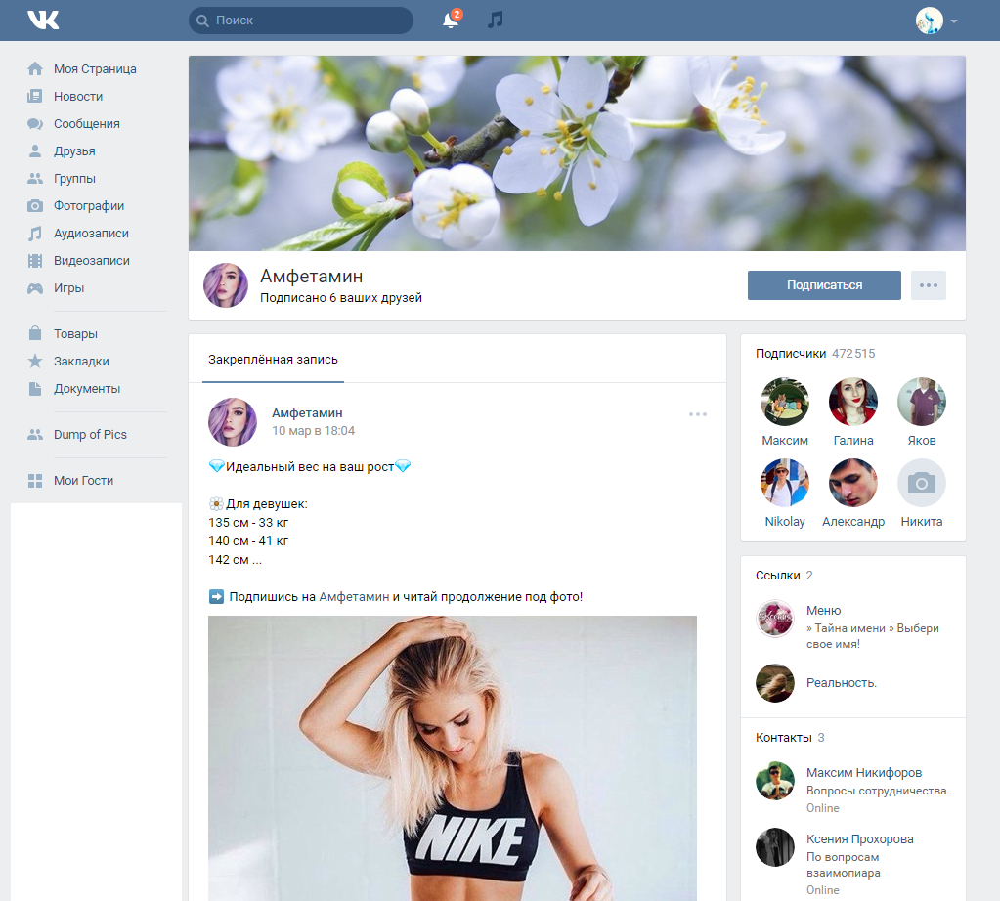 VK
Поиск
2
Моя Страница
Новости
Сообщения
Друзья
Группы
Фотографии
Аудиозаписи
Видеозаписи
Игры
Товары
Закладки
Документы
Dump of Pics
Мои Гости
Амфетамин
Подписано 6 ваших друзей
Подписаться
Закреплённая запись
Амфетамин
10 мар в 18:04
💎Идеальный вес на ваш рост💎
🌼Для девушек:
135 см - 33 кг
140 см - 41 кг
142 см ...
➡ Подпишись на Амфетамин и читай продолжение под фото!
NIKE
Подписчики 472 515
Максим Галина Яков
Nikolay Александр Никита
Ссылки 2
Меню
» Тайна имени » Выбери
свое имя!
Реальность.
Контакты 3
Максим Никифоров
Вопросы сотрудничества.
Online
Ксения Прохорова
По вопросам
взаимопиара
Online